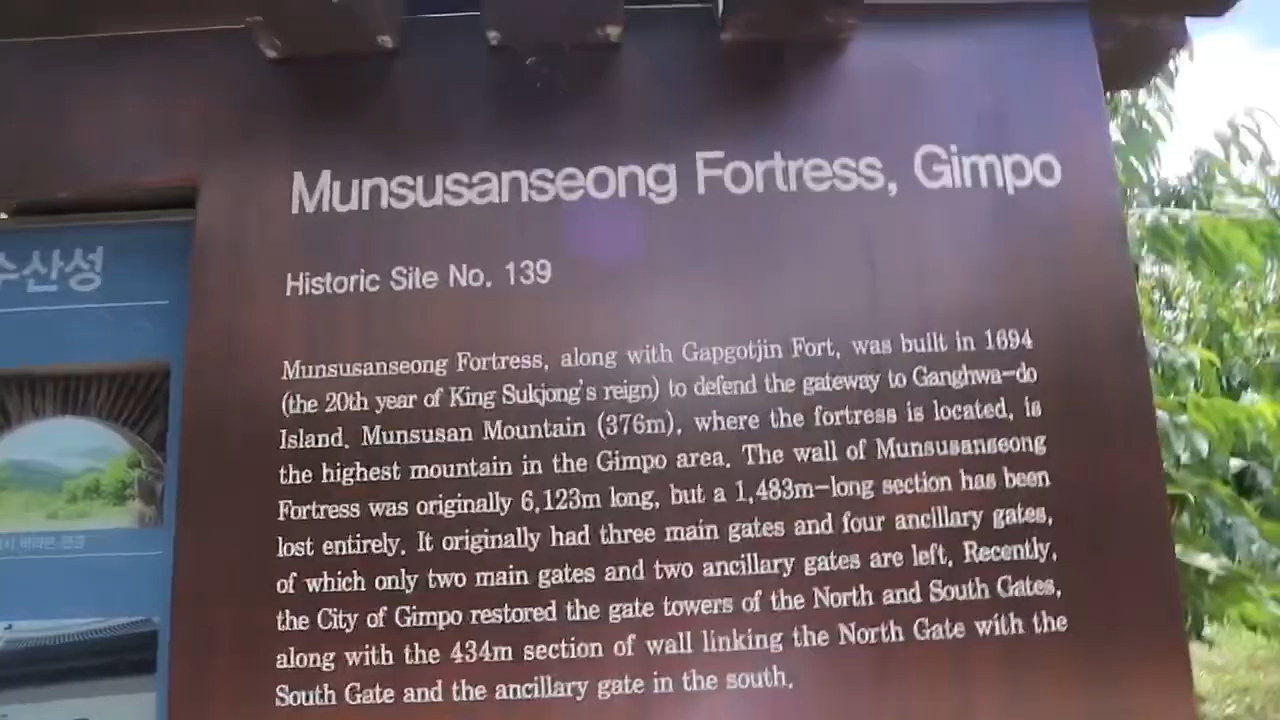 Munsusanseong Fortress, Gimpo
Historic Site No. 139
Munsusanseong Fortress, along with Gapgotjin Fort, was built in 1694
(the 20th year of King Sukjong's reign) to defend the gateway to Ganghwa-do
Island. Munsusan Mountain (376m), where the fortress is located, is
the highest mountain in the Gimpo area. The wall of Munsusanseong
Fortress was originally 6,123m long, but a 1,483m-long section has been
lost entirely. It originally had three main gates and four ancillary gates,
of which only two main gates and two ancillary gates are left. Recently,
the City of Gimpo restored the gate towers of the North and South Gates,
along with the 434m section of wall linking the North Gate with the
South Gate and the ancillary gate in the south.
수산성